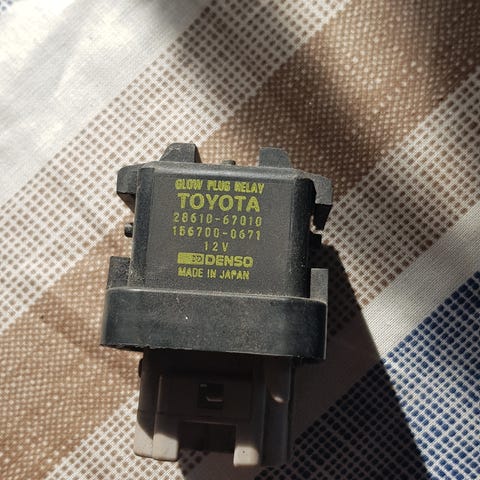 GLOW PLUG RELAY
TOYOTA
28610-67010
156700-0671
12V
DENSO
MADE IN JAPAN